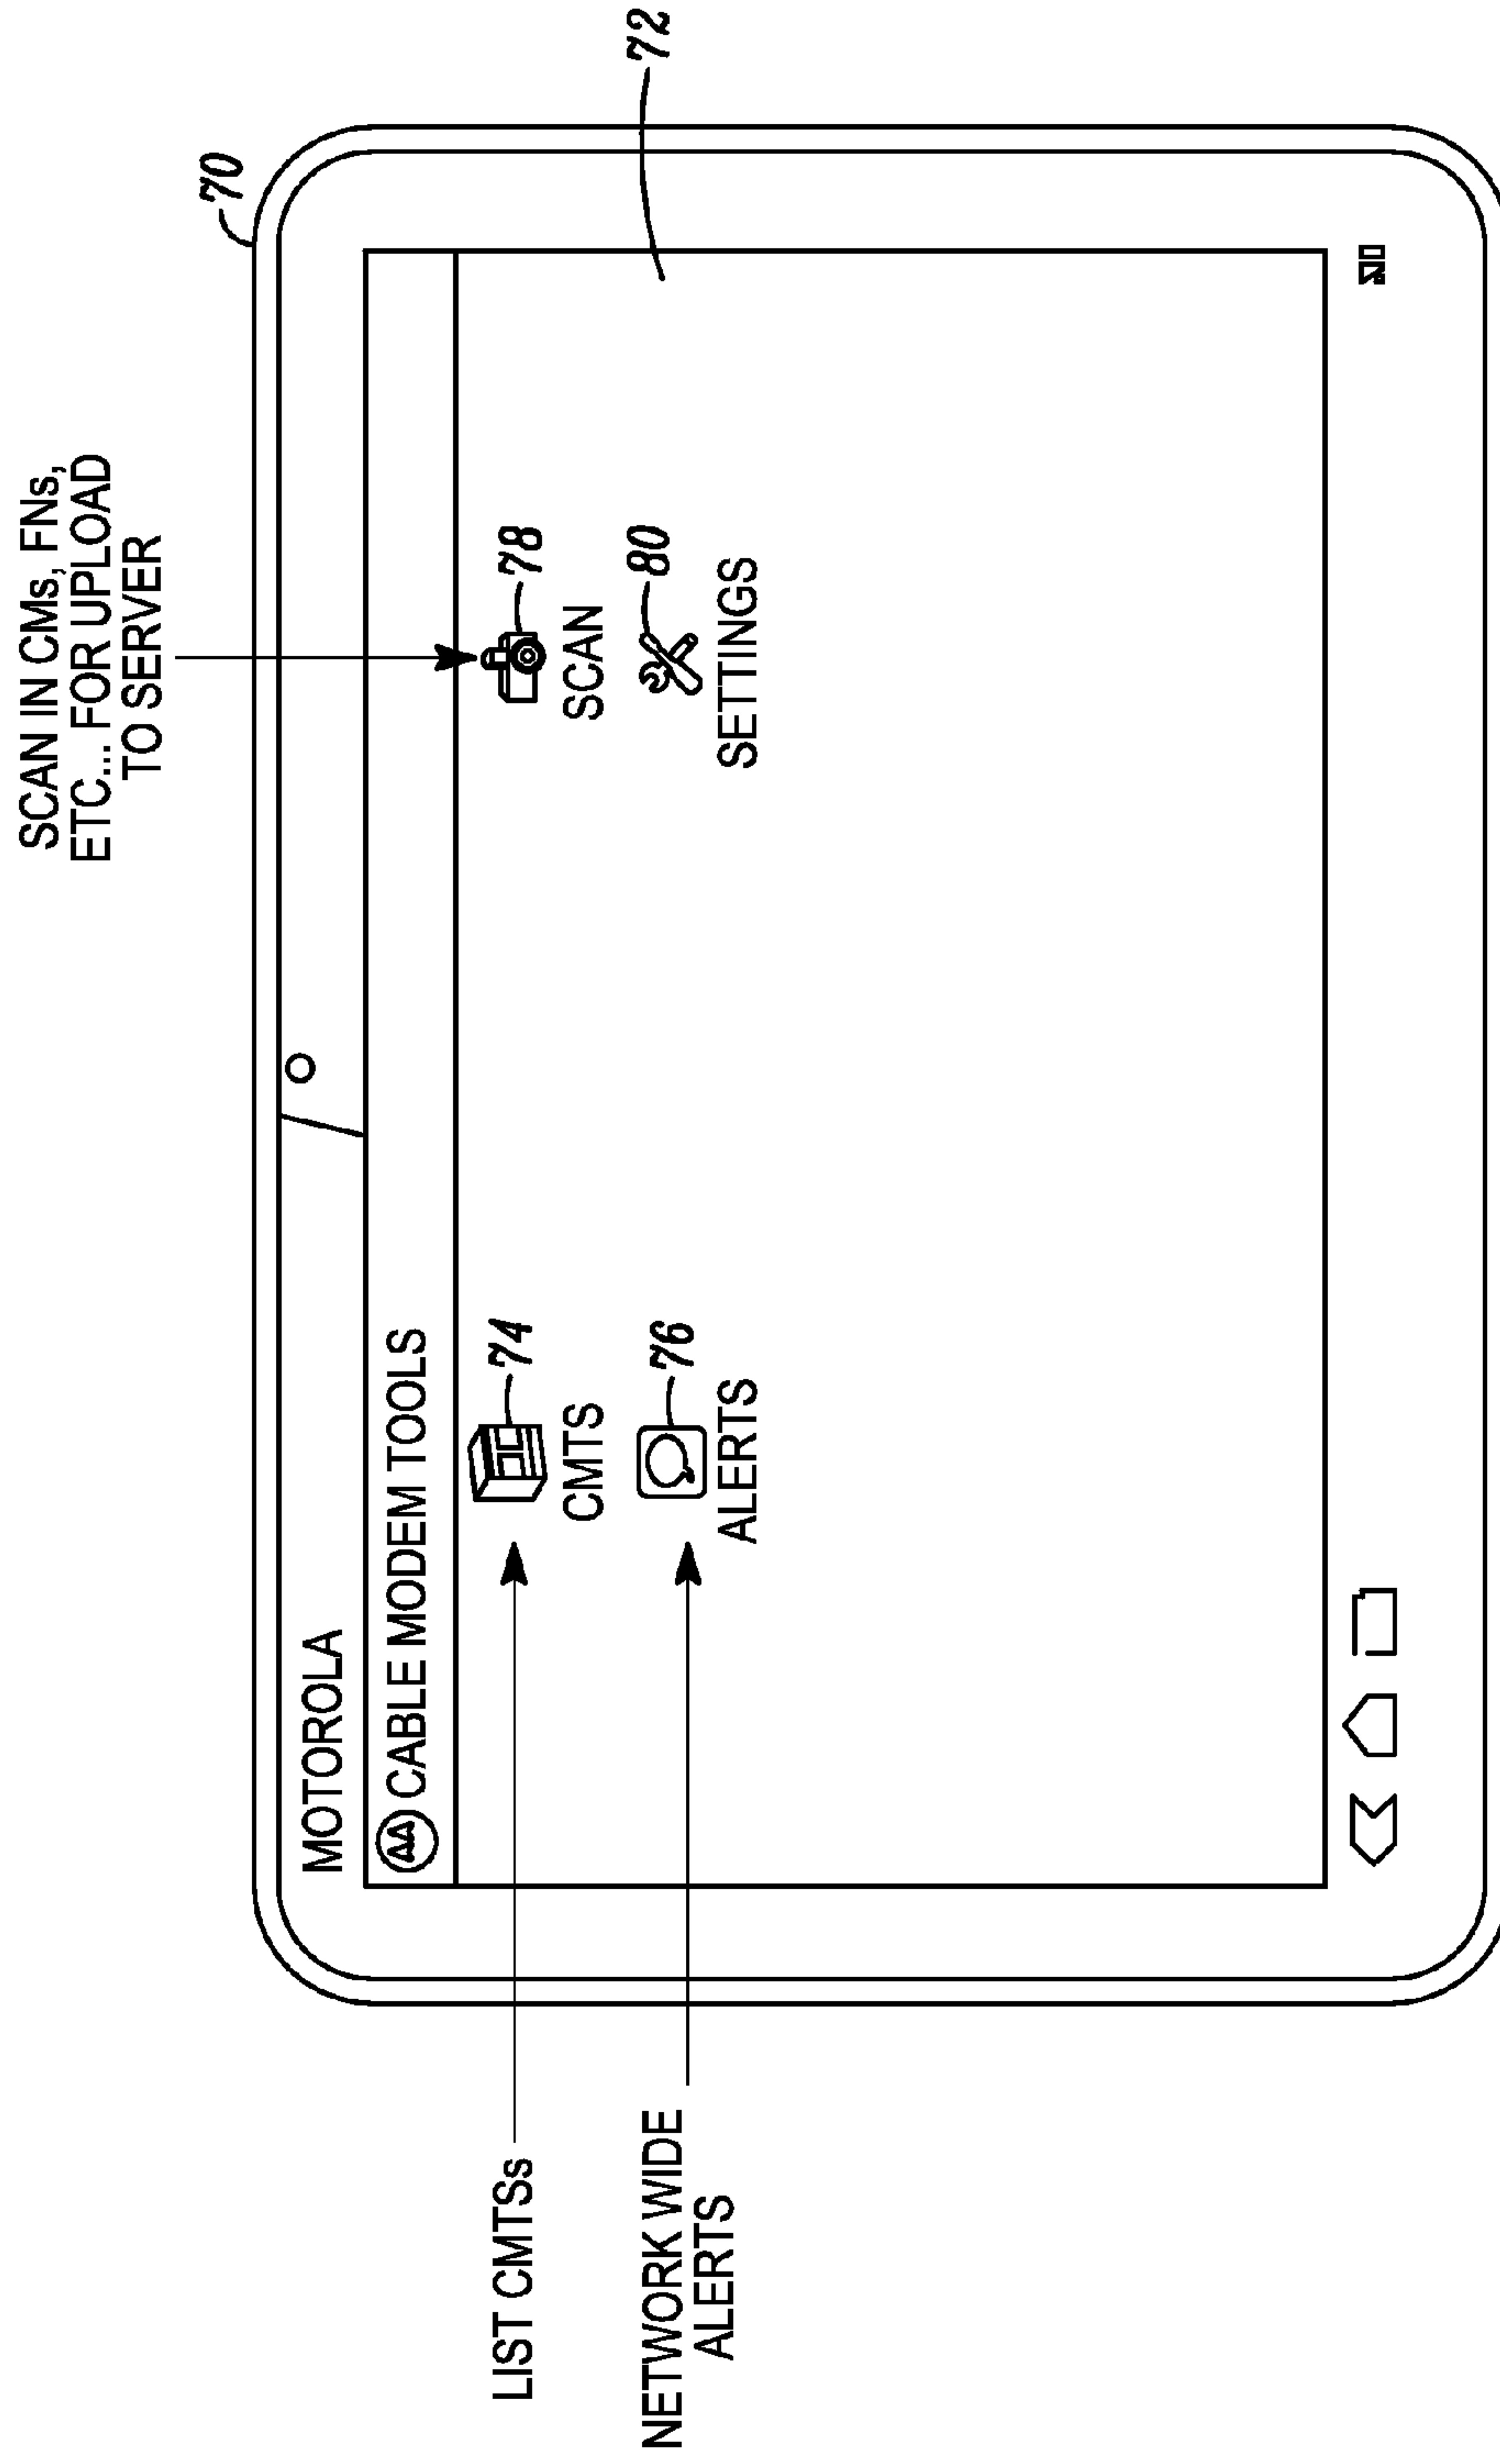 SCAN IN CMs, FNs,
ETC... FOR UPLOAD
TO SERVER
70
MOTOROLA
CABLE MODEM TOOLS
LIST CMTSs
74
CMTS
78
SCAN
72
NETWORK WIDE
ALERTS
76
ALERTS
80
SETTINGS